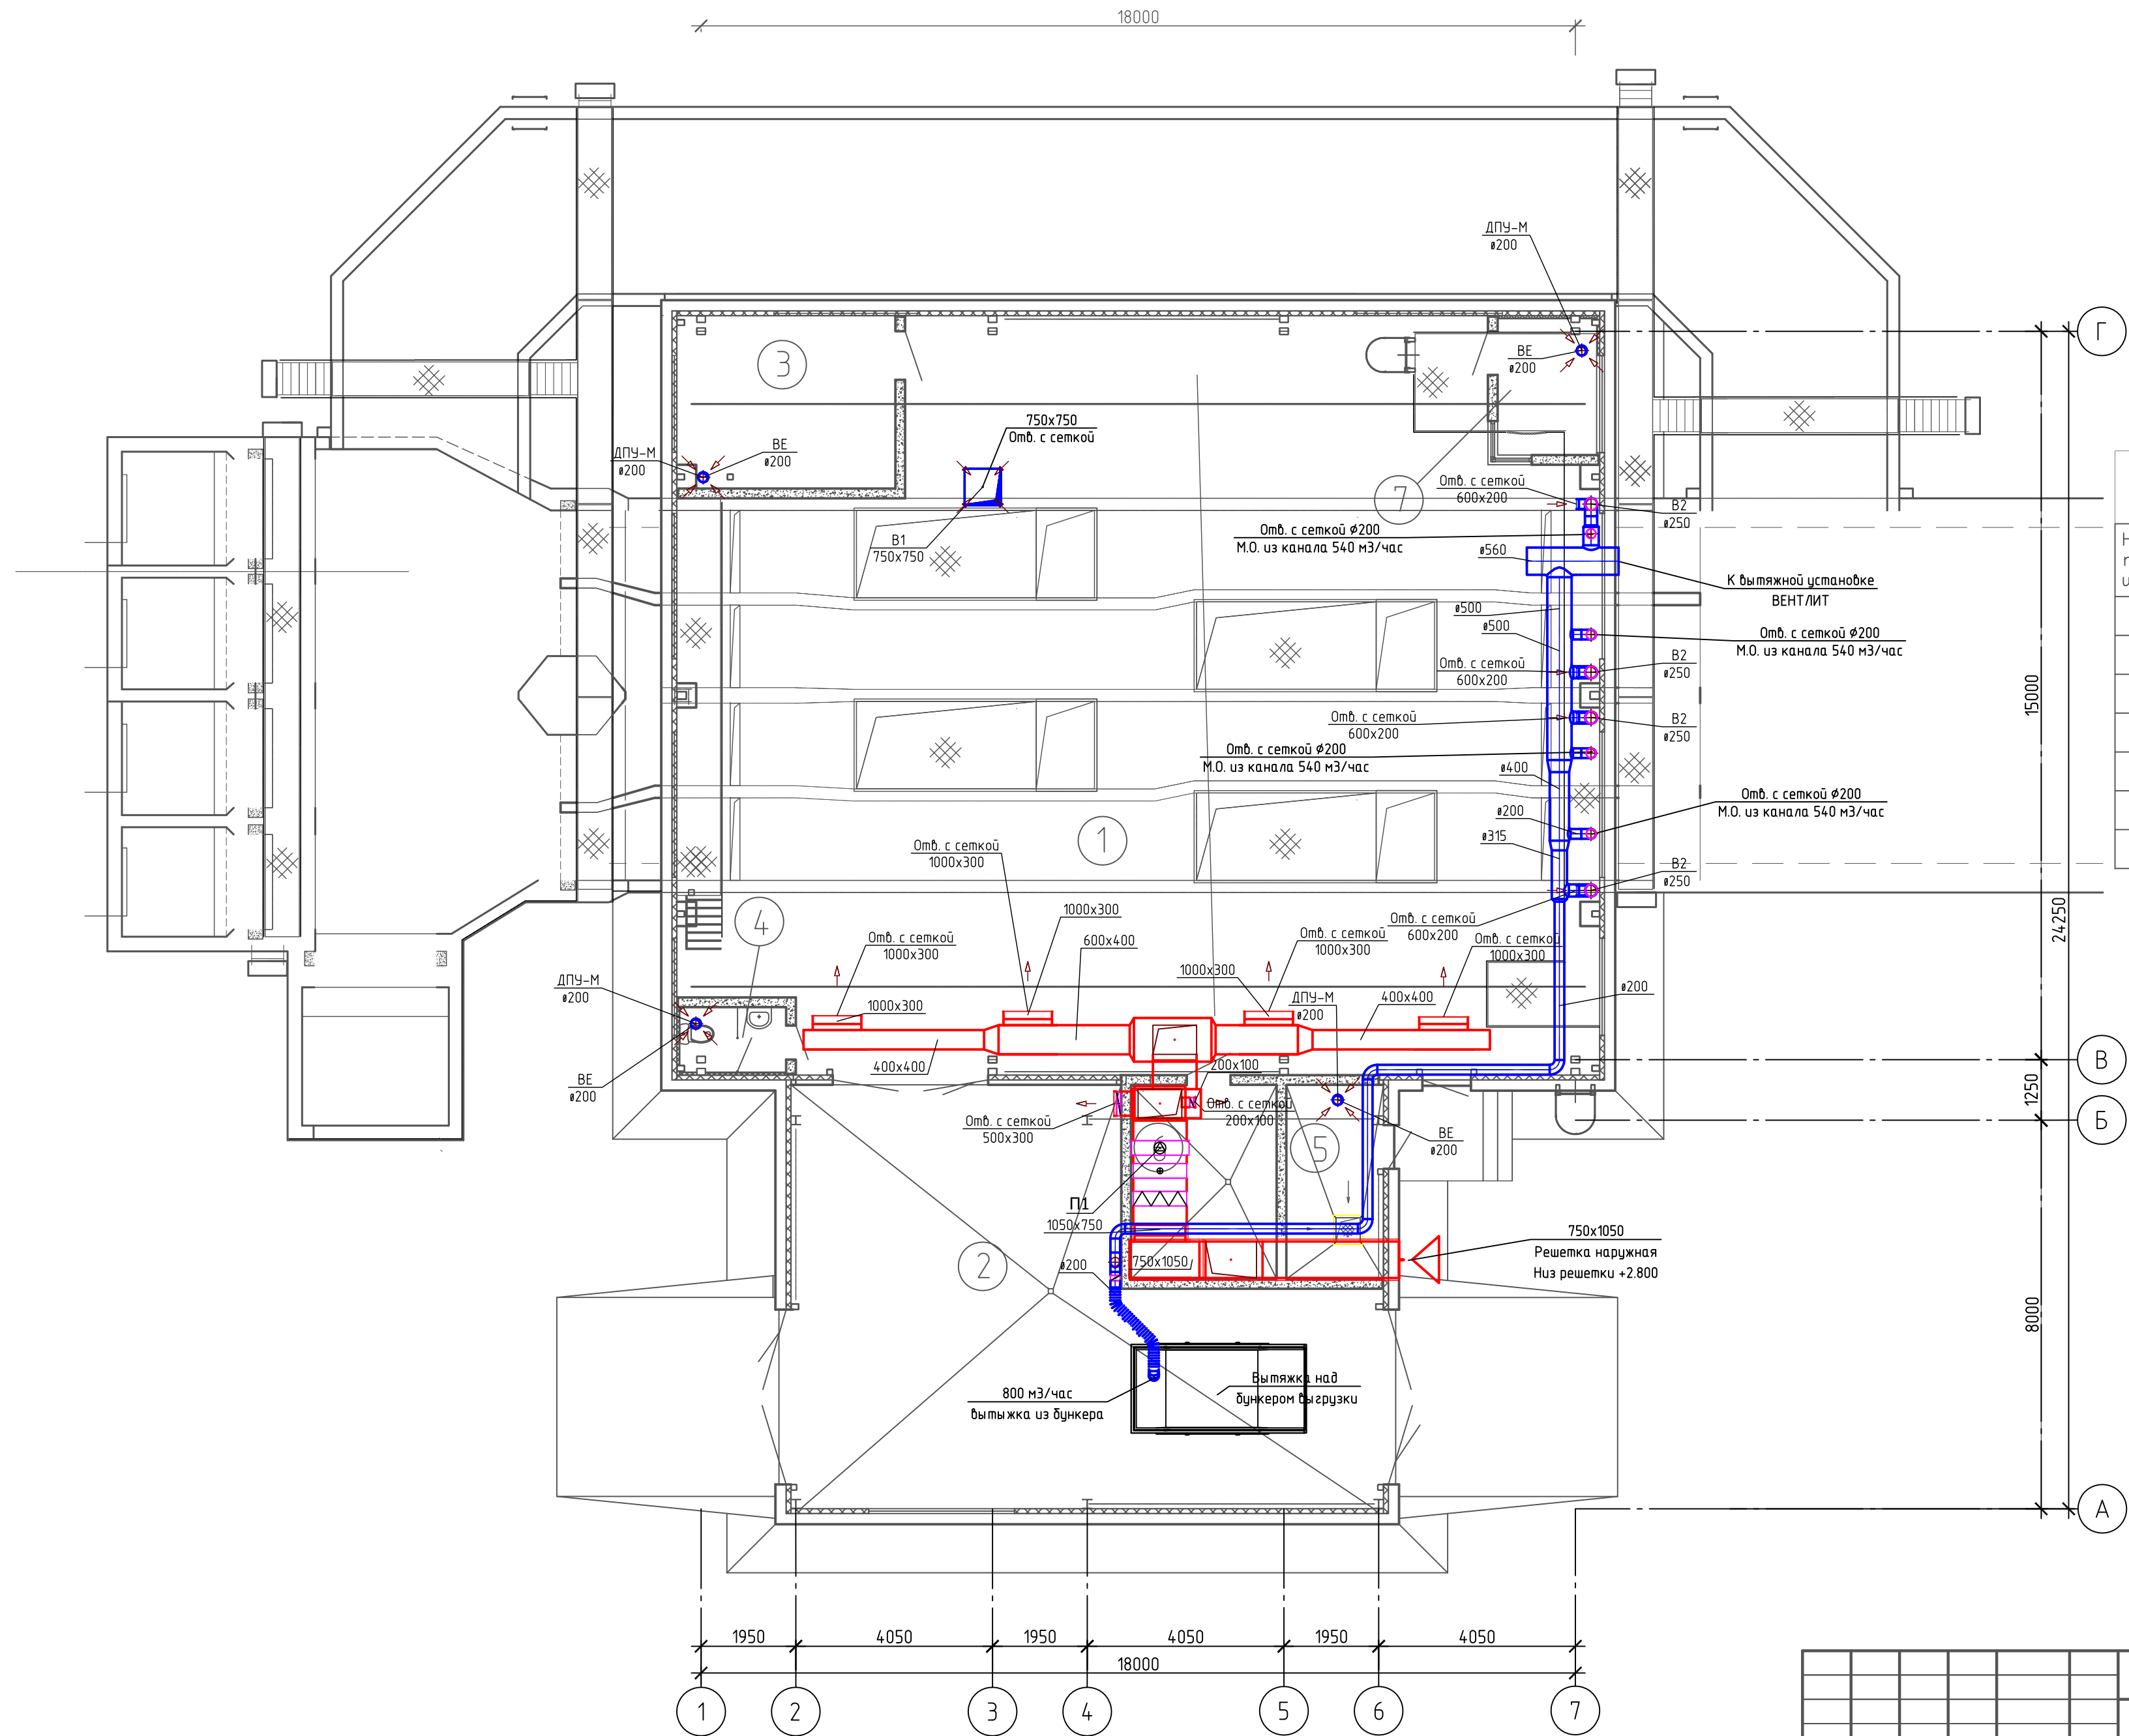 18000
ДПУ-М
ø200
ВЕ
ø200
Г
3
750х750
Отв. с сеткой
ДПУ-М
ø200
ВЕ
ø200
7
Отв. с сеткой
600х200
В2
ø250
Отв. с сеткой Ø200
М.О. из канала 540 м3/час
В1
750х750
ø560
К вытяжной установке
ВЕНТЛИТ
ø500
ø500
Отв. с сеткой Ø200
М.О. из канала 540 м3/час
Отв. с сеткой
600х200
В2
ø250
15000
Отв. с сеткой
600х200
В2
ø250
Отв. с сеткой Ø200
М.О. из канала 540 м3/час
ø400
Отв. с сеткой Ø200
М.О. из канала 540 м3/час
ø200
ø315
1
Отв. с сеткой
1000х300
В2
ø250
4
1000х300
Отв. с сеткой
600х200
24250
Отв. с сеткой
1000х300
600х400
Отв. с сеткой
1000х300
Отв. с сеткой
1000х300
1000х300
ДПУ-М
ø200
1000х300
ДПУ-М
ø200
400х400
ø200
400х400
200х100
В
ВЕ
ø200
Отв. с сеткой
500х300
Отв. с сеткой
200х100
1250
Б
6
5
ВЕ
ø200
П1
1050х750
2
ø200
750х1050
750х1050
Решетка наружная
Низ решетки +2.800
8000
800 м3/час
вытыжка из бункера
Вытяжка над
бункером выгрузки
А
1950
4050
1950
4050
1950
4050
18000
1
2
3
4
5
6
7